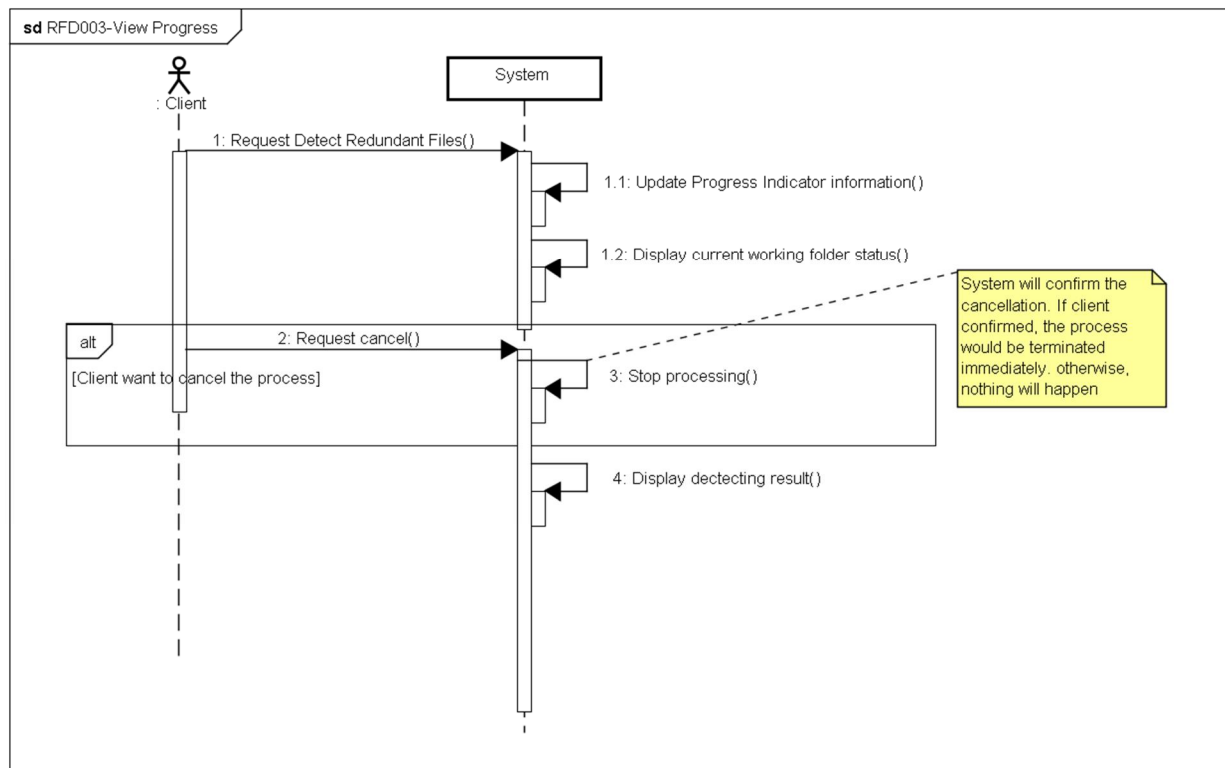 sd RFD003-View Progress
: Client
System
1: Request Detect Redundant Files()
1.1: Update Progress Indicator information()
1.2: Display current working folder status()
System will confirm the
cancellation. If client
confirmed, the process
would be terminated
immediately. otherwise,
nothing will happen
alt
2: Request cancel()
[Client want to cancel the process]
3: Stop processing()
4: Display dectecting result()